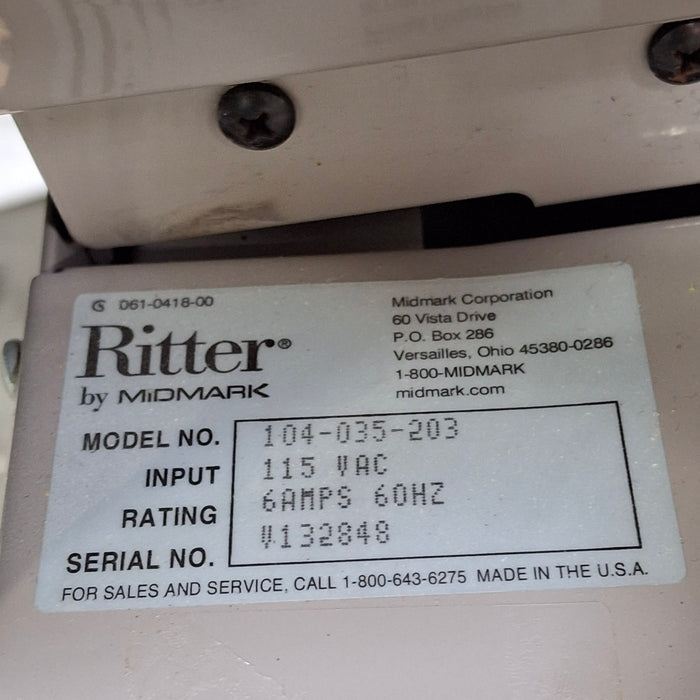 D61-0418-00
Ritter®
by MIDMARK
Midmark Corporation
60 Vista Drive
P.O. Box 286
Versailles, Ohio 45380-0286
1-800-MIDMARK
midmark.com
MODEL NO. 104-035-203
INPUT 115 VAC
RATING 6AMPS 60HZ
SERIAL NO. V132848
FOR SALES AND SERVICE, CALL 1-800-643-6275 MADE IN THE U.S.A.